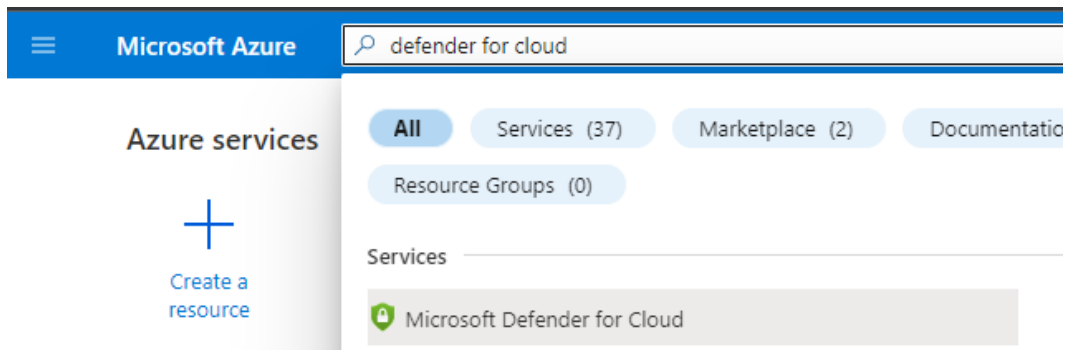 Microsoft Azure
defender for cloud
All
Services (37)
Marketplace (2)
Documentatio
Resource Groups (0)
Azure services
Create a
resource
Services
Microsoft Defender for Cloud